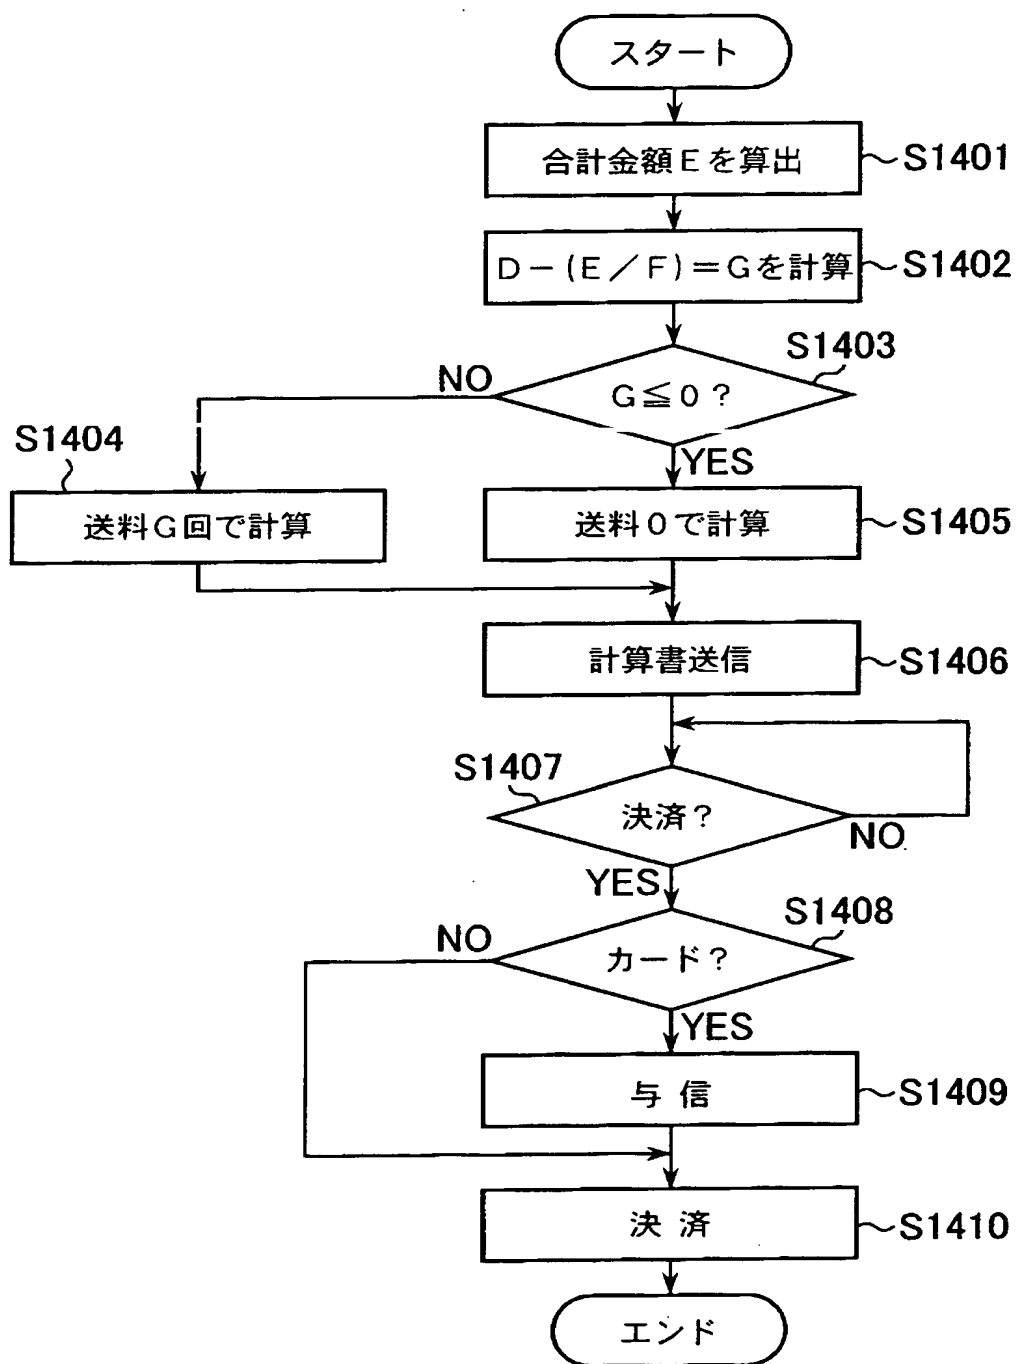 スタート
合計金額Eを算出
S1401
D−(E/F)=Gを計算
S1402
S1403
NO
G≦0?
S1404
YES
送料G回で計算
送料0で計算
S1405
計算書送信
S1406
S1407
決済?
NO
YES
S1408
NO
カード?
YES
与信
S1409
決済
S1410
エンド